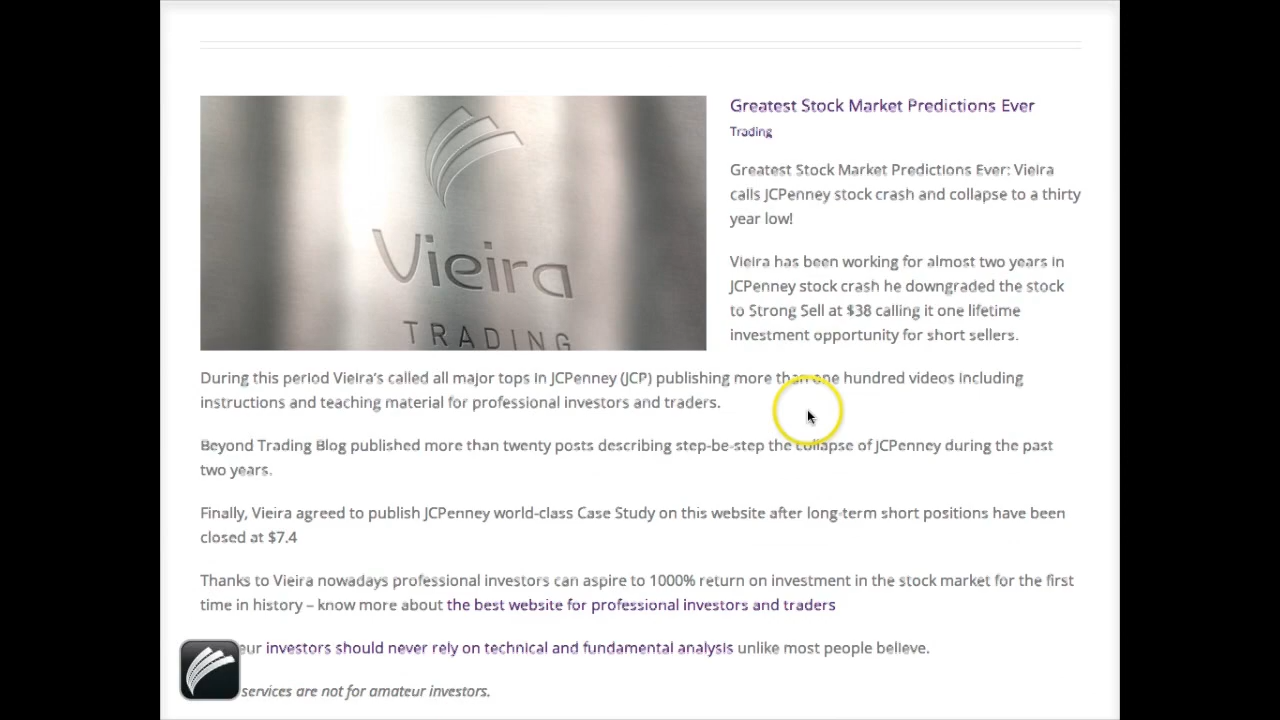 Vieira
TRADING
Greatest Stock Market Predictions Ever
Trading
Greatest Stock Market Predictions Ever: Vieira
calls JCPenney stock crash and collapse to a thirty
year low!
Vieira has been working for almost two years in
JCPenney stock crash he downgraded the stock
to Strong Sell at $38 calling it one lifetime
investment opportunity for short sellers.
During this period Vieira's called all major tops in JCPenney (JCP) publishing more than one hundred videos including
instructions and teaching material for professional investors and traders.
Beyond Trading Blog published more than twenty posts describing step-be-step the collapse of JCPenney during the past
two years.
Finally, Vieira agreed to publish JCPenney world-class Case Study on this website after long-term short positions have been
closed at $7.4
Thanks to Vieira nowadays professional investors can aspire to 1000% return on investment in the stock market for the first
time in history – know more about the best website for professional investors and traders
eur investors should never rely on technical and fundamental analysis unlike most people believe.
services are not for amateur investors.